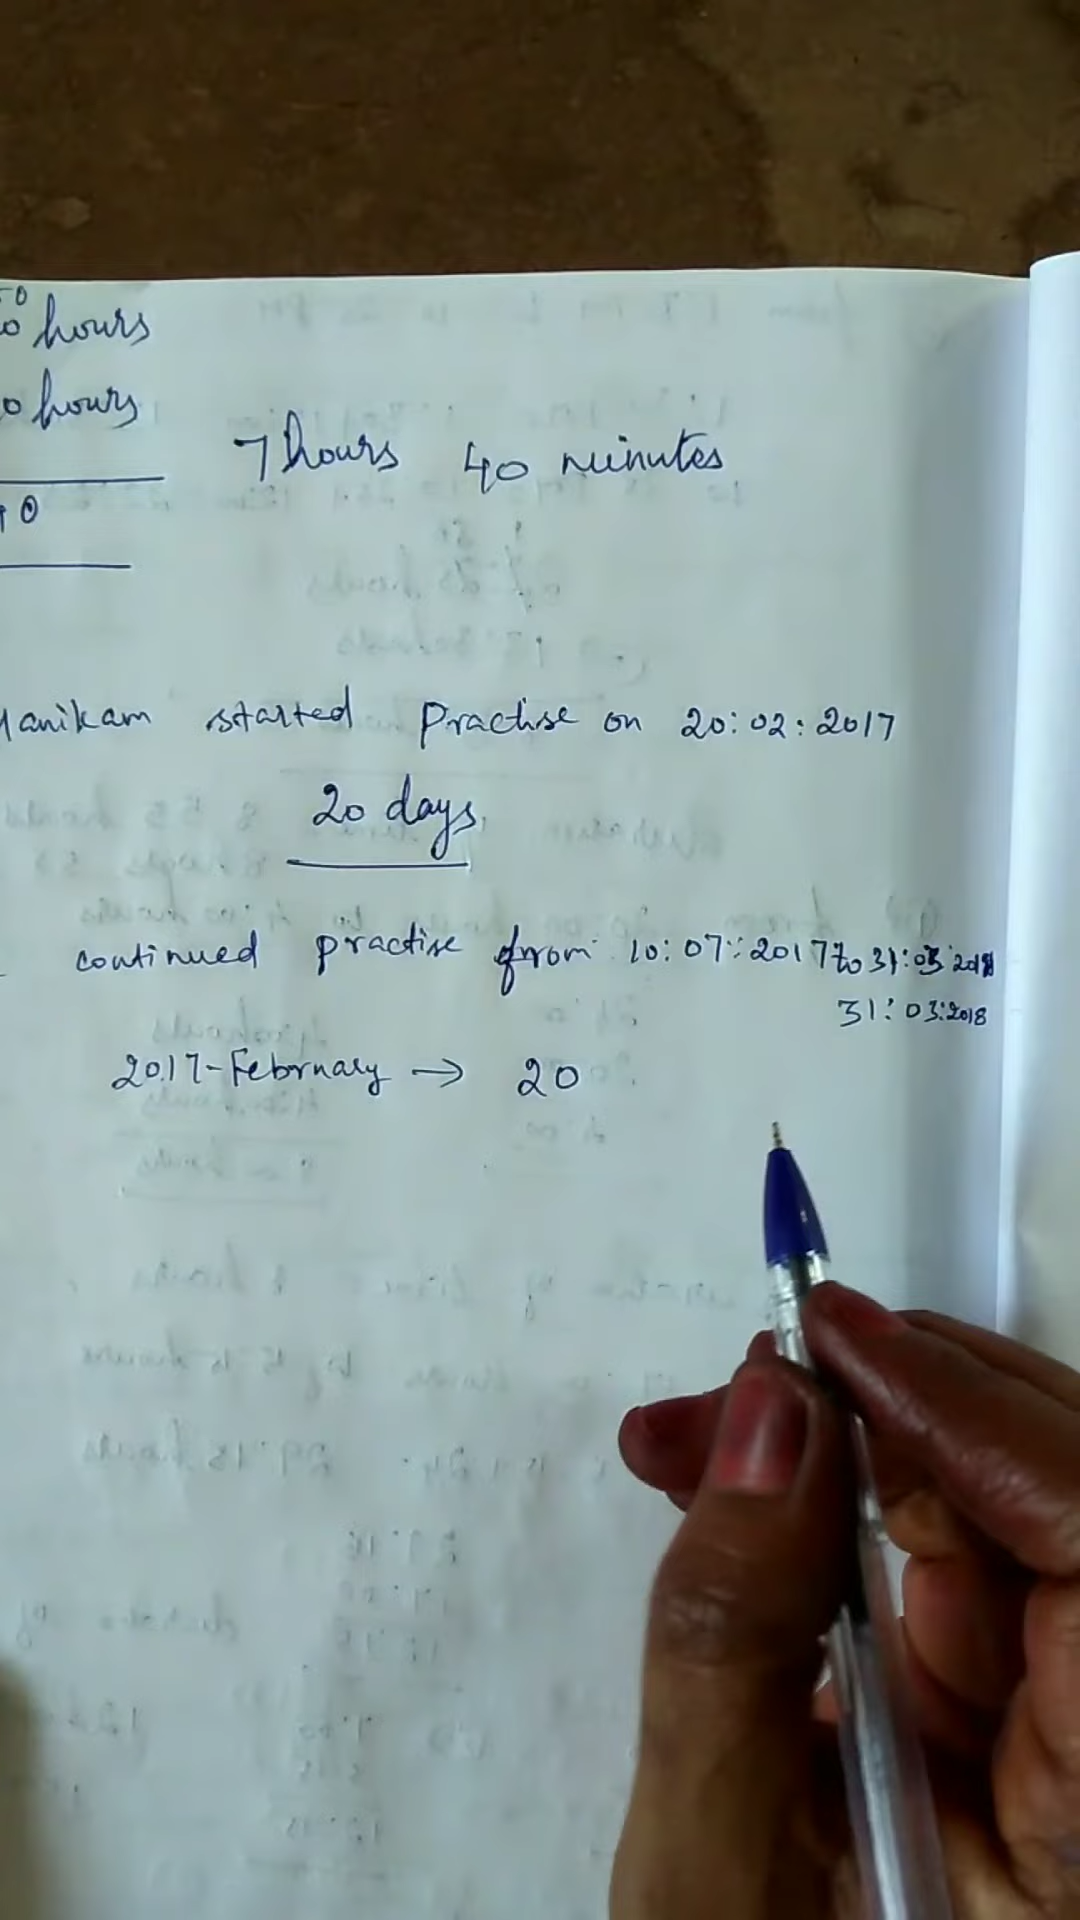 hours
hours
7 hours 40 minutes
started Practise on 20:02:2017
20 days
continued practise from 10:07:2017 to 31:03:2018
31:03:2018
2017-February → 20